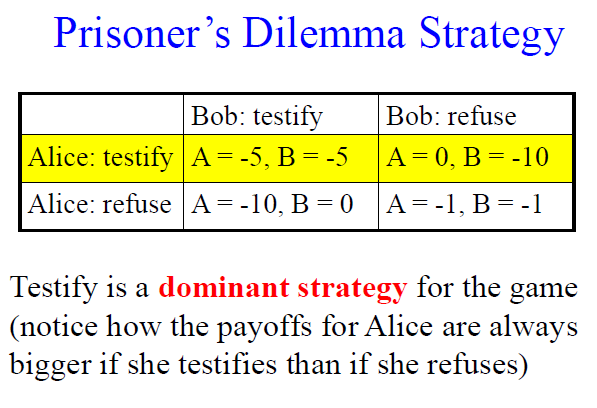 Prisoner’s Dilemma Strategy
Bob: testify Bob: refuse
Alice: testify A = -5, B = -5 A = 0, B = -10
Alice: refuse A = -10, B = 0 A = -1, B = -1
Testify is a dominant strategy for the game
(notice how the payoffs for Alice are always
bigger if she testifies than if she refuses)